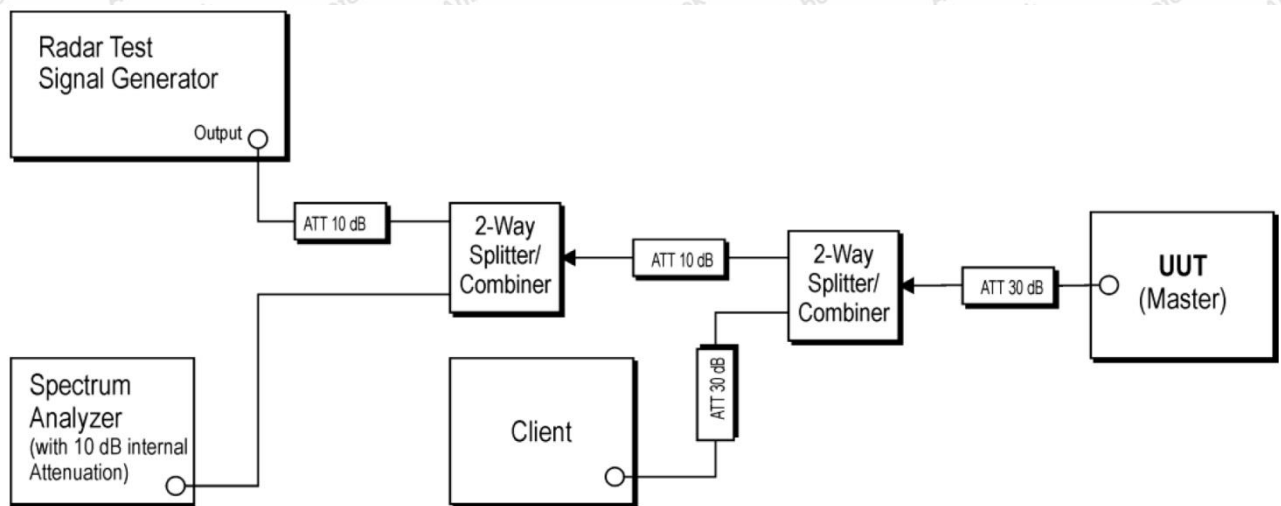 Radar Test
Signal Generator
Output
ATT 10 dB
2-Way
Splitter/
Combiner
ATT 10 dB
2-Way
Splitter/
Combiner
ATT 30 dB
UUT
(Master)
Spectrum
Analyzer
(with 10 dB internal
Attenuation)
Client
ATT 30 dB